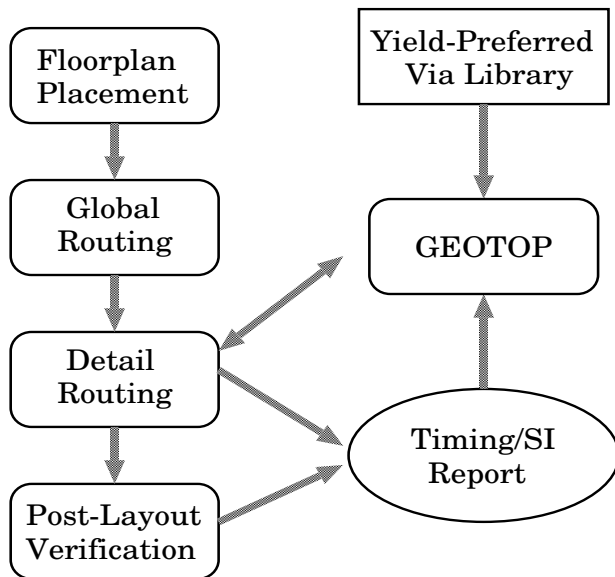 Floorplan
Placement
Yield-Preferred
Via Library
Global
Routing
GEOTOP
Detail
Routing
Timing/SI
Report
Post-Layout
Verification